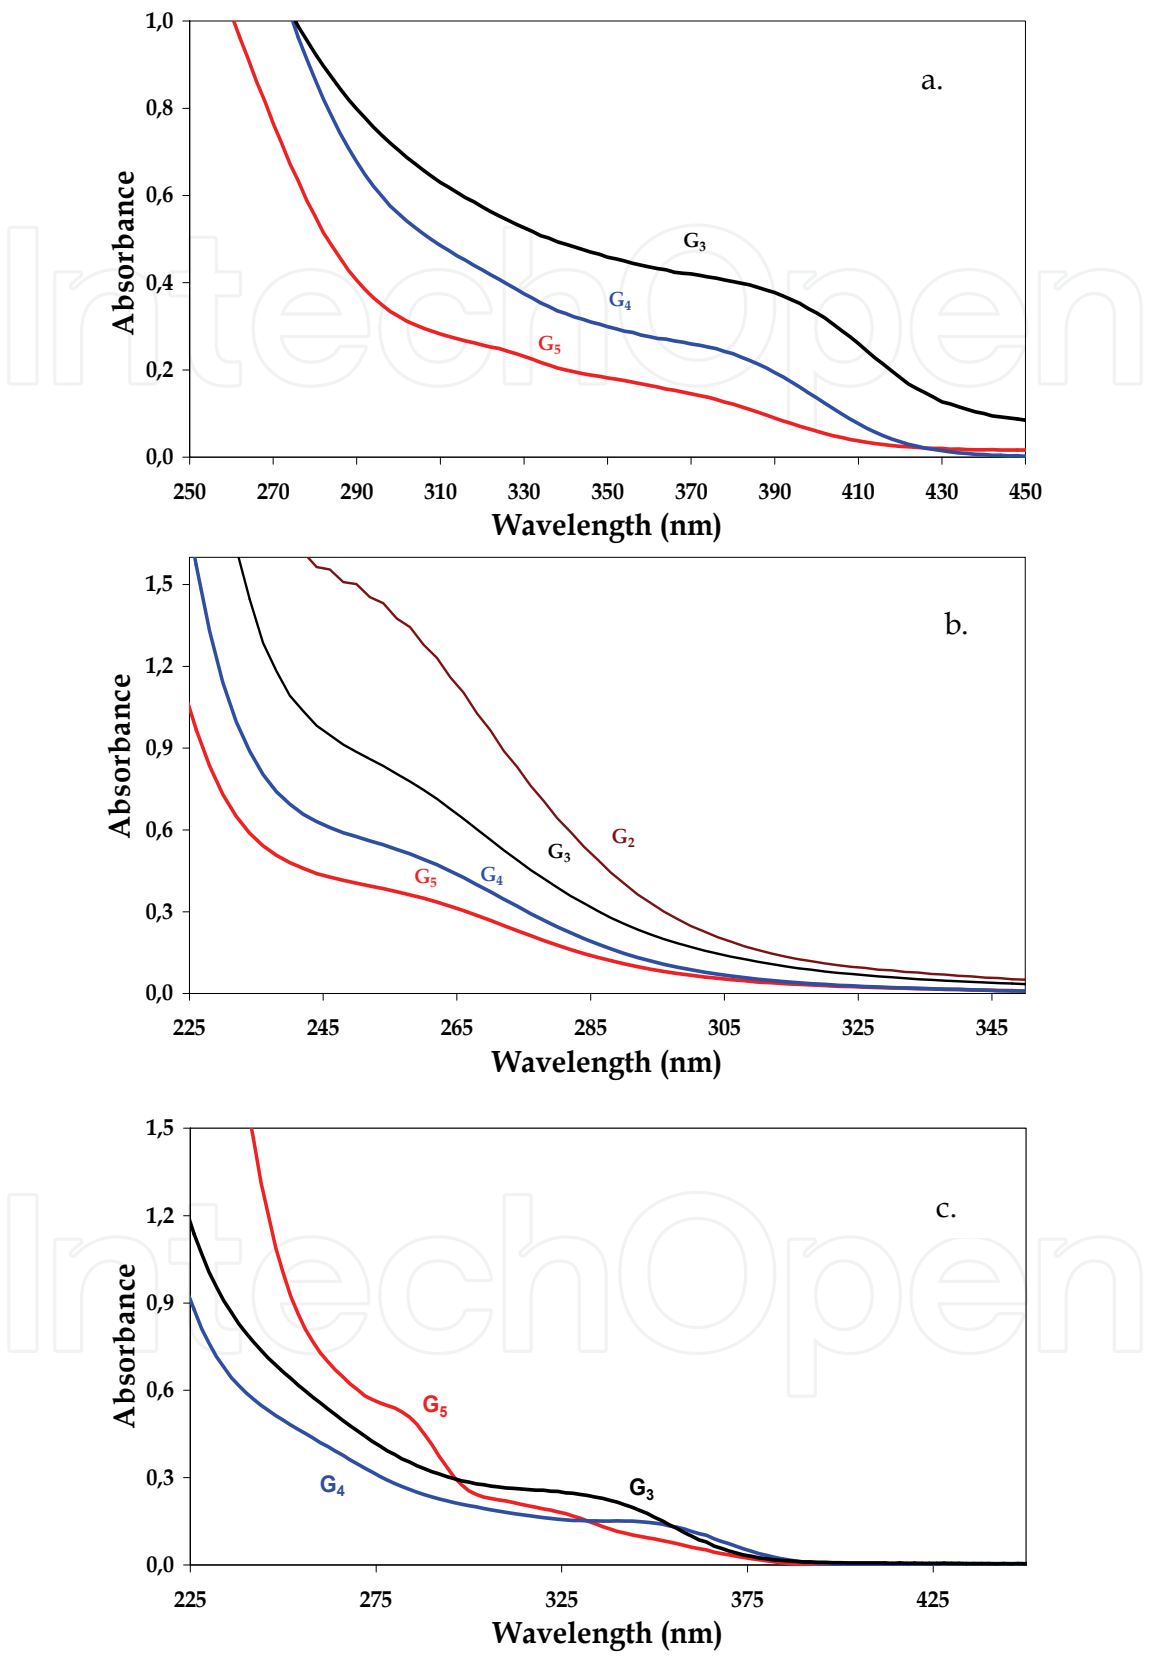 a.
1,0
0,8
0,6
0,4
0,2
0,0
Absorbance
G3
G4
G5
250 270 290 310 330 350 370 390 410 430 450
Wavelength (nm)
b.
1,5
1,2
0,9
0,6
0,3
0,0
Absorbance
G2
G3
G4
G5
225 245 265 285 305 325 345
Wavelength (nm)
c.
1,5
1,2
0,9
0,6
0,3
0,0
Absorbance
G5
G4
G3
225 275 325 375 425
Wavelength (nm)
IntechOpen
IntechOpen